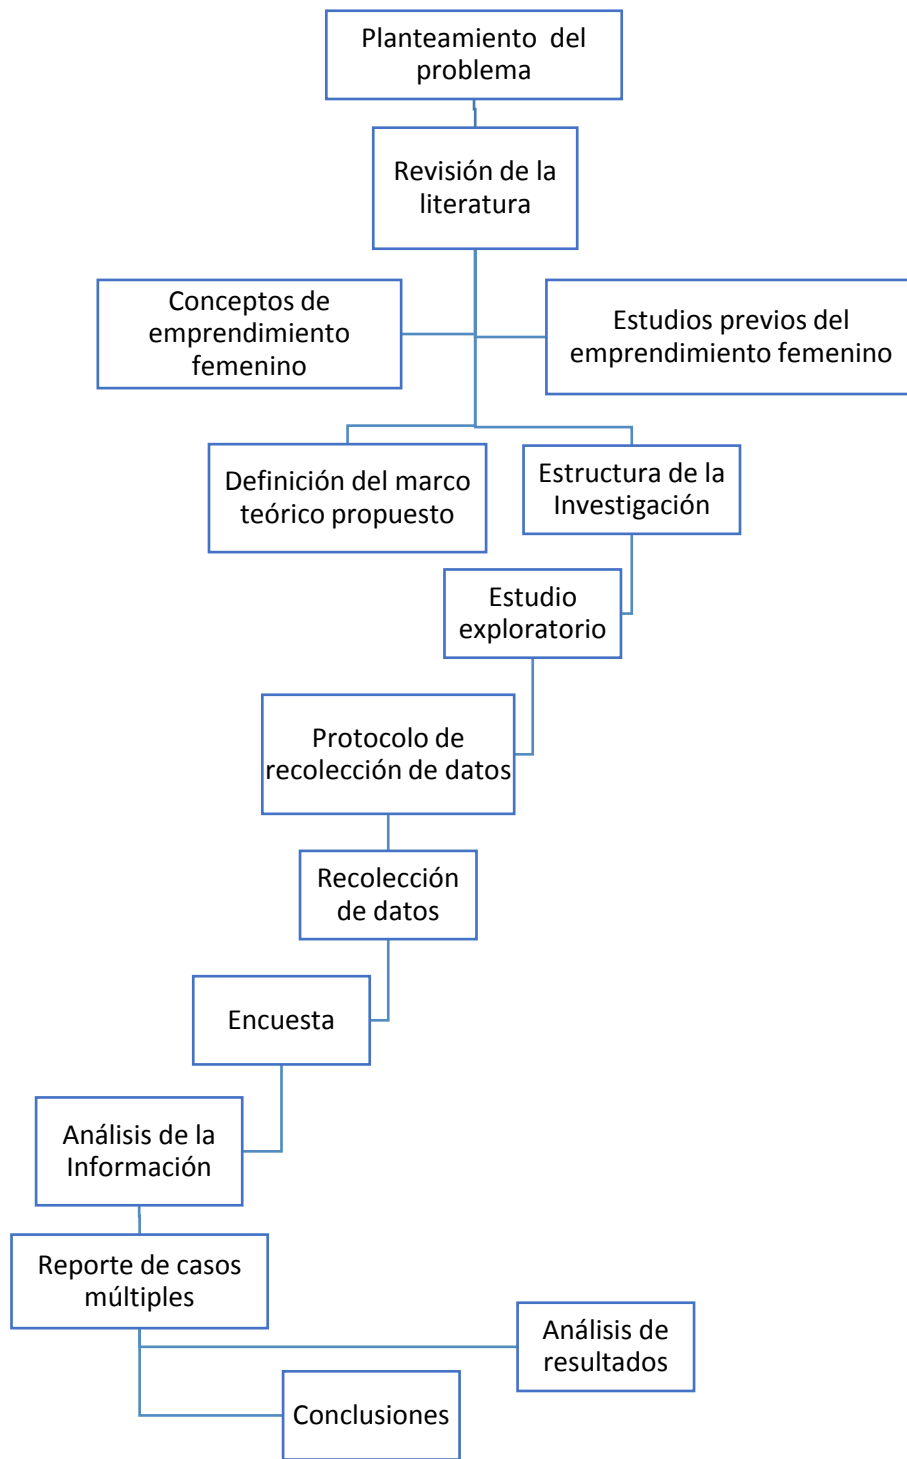 Planteamiento del
problema
Revisión de la
literatura
Conceptos de
emprendimiento
femenino
Estudios previos del
emprendimiento femenino
Definición del marco
teórico propuesto
Estructura de la
Investigación
Estudio
exploratorio
Protocolo de
recolección de datos
Recolección
de datos
Encuesta
Análisis de la
Información
Reporte de casos
múltiples
Análisis de
resultados
Conclusiones